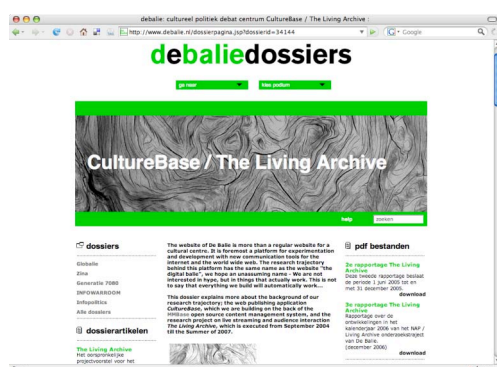 debalie: cultureel politiek debat centrum CultureBase / The Living Archive
http://www.debalie.nl/dossierpagina.jsp?dossierid=34144
Google
debaliedossiers
ga naar
kies podium
CultureBase / The Living Archive
help
zoeken
dossiers
Globalie
Zina
Generatie 7080
INFOWARROOM
Infopolitics
Alle dossiers
dossierartikelen
The Living Archive
Het oorspronkelijke
projectvoorstel voor het
The website of De Balie is more than a regular website for a
cultural centre. It is foremost a platform for experimentation
and development with new communication tools for the
internet and the world wide web. The research trajectory
behind this platform has the same name as the website "the
digital balie", we hope an unassuming name - We are not
interested in hype, but in things that actually work. This is not
to say that everything we build will automatically work...
This dossier explains more about the background of our
research trajectory; the web publishing application
CultureBase, which we are building on the back of the
MMBase open source content management system, and the
research project on live streaming and audience interaction
The Living Archive, which is executed from September 2004
till the Summer of 2007.
pdf bestanden
2e rapportage The Living
Archive
Deze tweede rapportage beslaat
de periode 1 juni 2005 tot en
met 31 december 2005.
download
3e rapportage The Living
Archive
Rapportage over de
ontwikkelingen in het
kalenderjaar 2006 van het NAP /
Living Archive onderzoekstraject
van De Balie.
(december 2006)
download